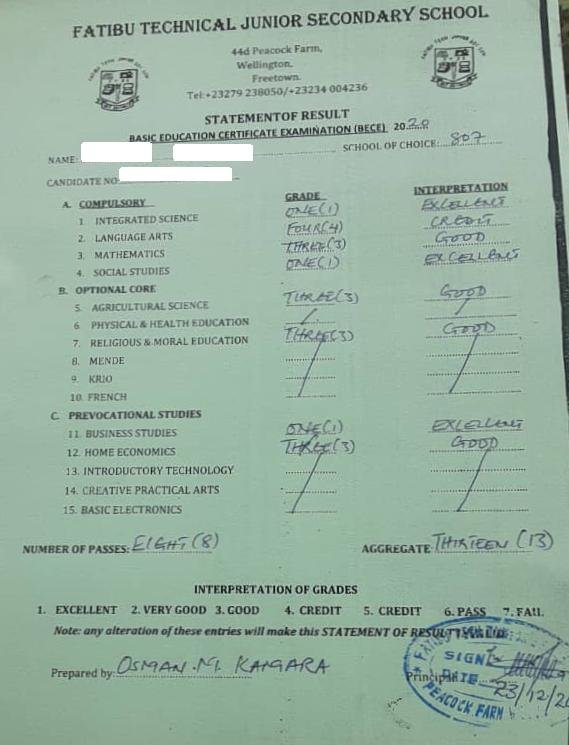 FATIBU TECHNICAL JUNIOR SECONDARY SCHOOL
44d Peacock Farm,
Wellington,
Freetown.
Tel:+23279 238050/+23234 004236
STATEMENTOF RESULT
BASIC EDUCATION CERTIFICATE EXAMINATION (BECE) 2020
NAME: SCHOOL OF CHOICE: 807
CANDIDATE NO
A. COMPULSORY GRADE INTERPRETATION
1. INTEGRATED SCIENCE ONE(1) EXCELLENT
2. LANGUAGE ARTS FOUR(4) CREDIT
3. MATHEMATICS THREE(3) GOOD
4. SOCIAL STUDIES ONE(1) EXCELLENT
B. OPTIONAL CORE
5. AGRICULTURAL SCIENCE THREE(3) GOOD
6. PHYSICAL & HEALTH EDUCATION
7. RELIGIOUS & MORAL EDUCATION THREE(3) GOOD
8. MENDE
9. KRIO
10. FRENCH
C. PREVOCATIONAL STUDIES
11. BUSINESS STUDIES ONE(1) EXCELLENT
12. HOME ECONOMICS THREE(3) GOOD
13. INTRODUCTORY TECHNOLOGY
14. CREATIVE PRACTICAL ARTS
15. BASIC ELECTRONICS
NUMBER OF PASSES: EIGHT(8) AGGREGATE THIRTEEN (13)
INTERPRETATION OF GRADES
1. EXCELLENT 2. VERY GOOD 3. GOOD 4. CREDIT 5. CREDIT 6. PASS 7. FAIL
Note: any alteration of these entries will make this STATEMENT OF RESULT
Prepared by: OSMAN .M. KAMARA
Principal
SIGN
DATE 23/12/20
PEACOCK FARM